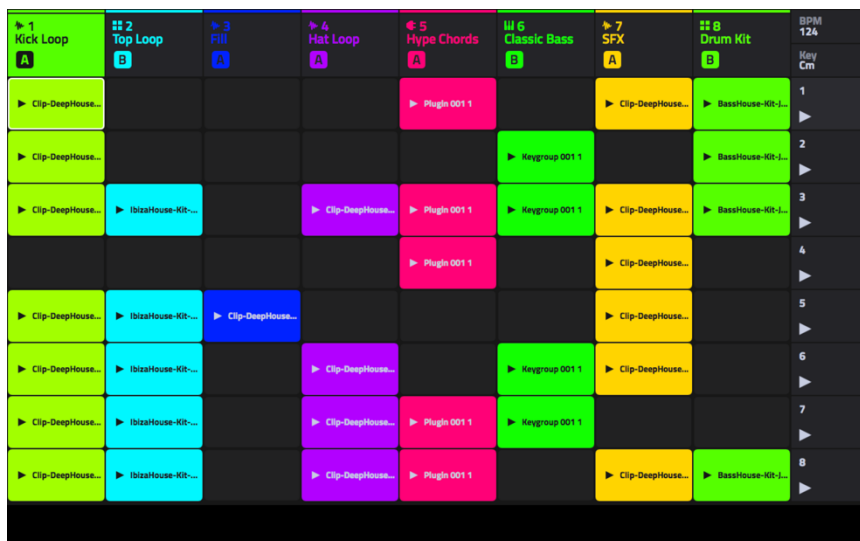 1
Kick Loop
A
2
Top Loop
B
3
Fill
A
4
Hat Loop
A
5
Hype Chords
A
6
Classic Bass
B
7
SFX
A
8
Drum Kit
B
BPM
124
Key
Cm
Clip-DeepHouse...
Plugin 001 1
Clip-DeepHouse...
BassHouse-Kit-J...
1
Clip-DeepHouse...
Keygroup 001 1
BassHouse-Kit-J...
2
Clip-DeepHouse...
IbizaHouse-Kit-...
Clip-DeepHouse...
Plugin 001 1
Keygroup 001 1
Clip-DeepHouse...
BassHouse-Kit-J...
3
Plugin 001 1
Clip-DeepHouse...
4
Clip-DeepHouse...
IbizaHouse-Kit-...
Clip-DeepHouse...
Clip-DeepHouse...
5
Clip-DeepHouse...
IbizaHouse-Kit-...
Clip-DeepHouse...
Keygroup 001 1
Clip-DeepHouse...
6
Clip-DeepHouse...
IbizaHouse-Kit-...
Clip-DeepHouse...
Plugin 001 1
Keygroup 001 1
7
Clip-DeepHouse...
IbizaHouse-Kit-...
Clip-DeepHouse...
Plugin 001 1
Clip-DeepHouse...
BassHouse-Kit-J...
8